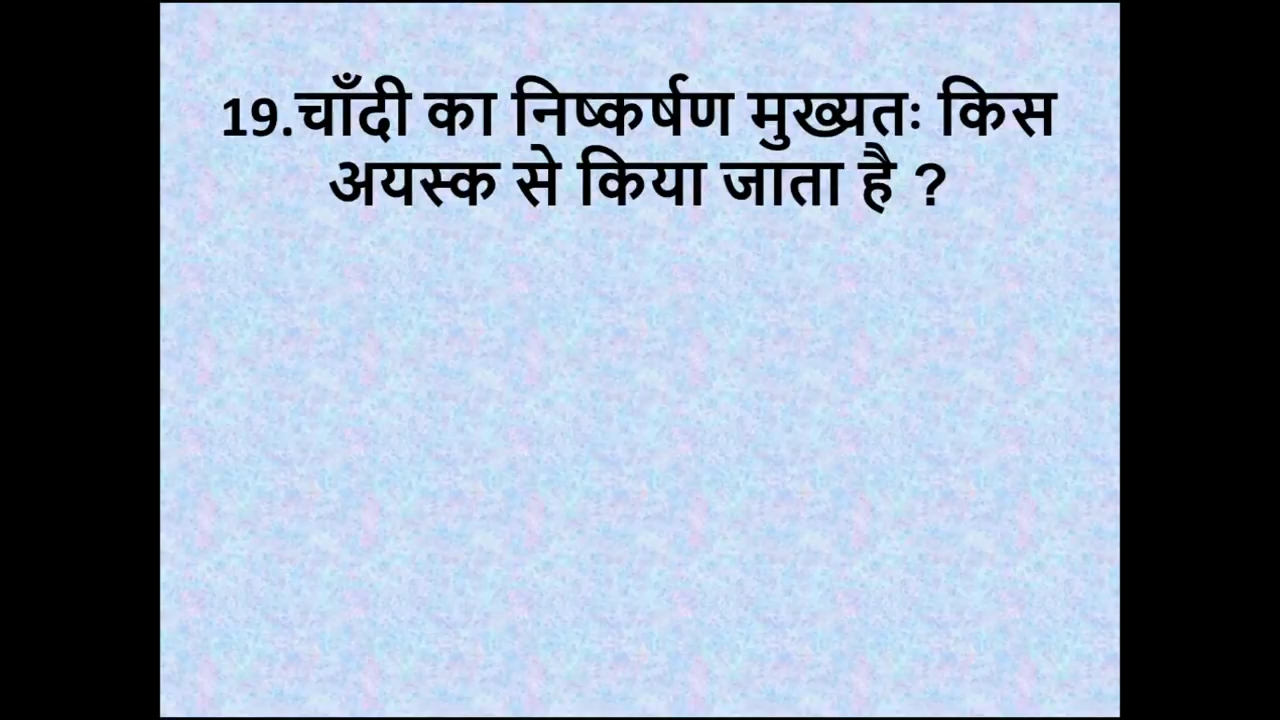 19.चाँदी का निष्कर्षण मुख्यतः किस
अयस्क से किया जाता है ?